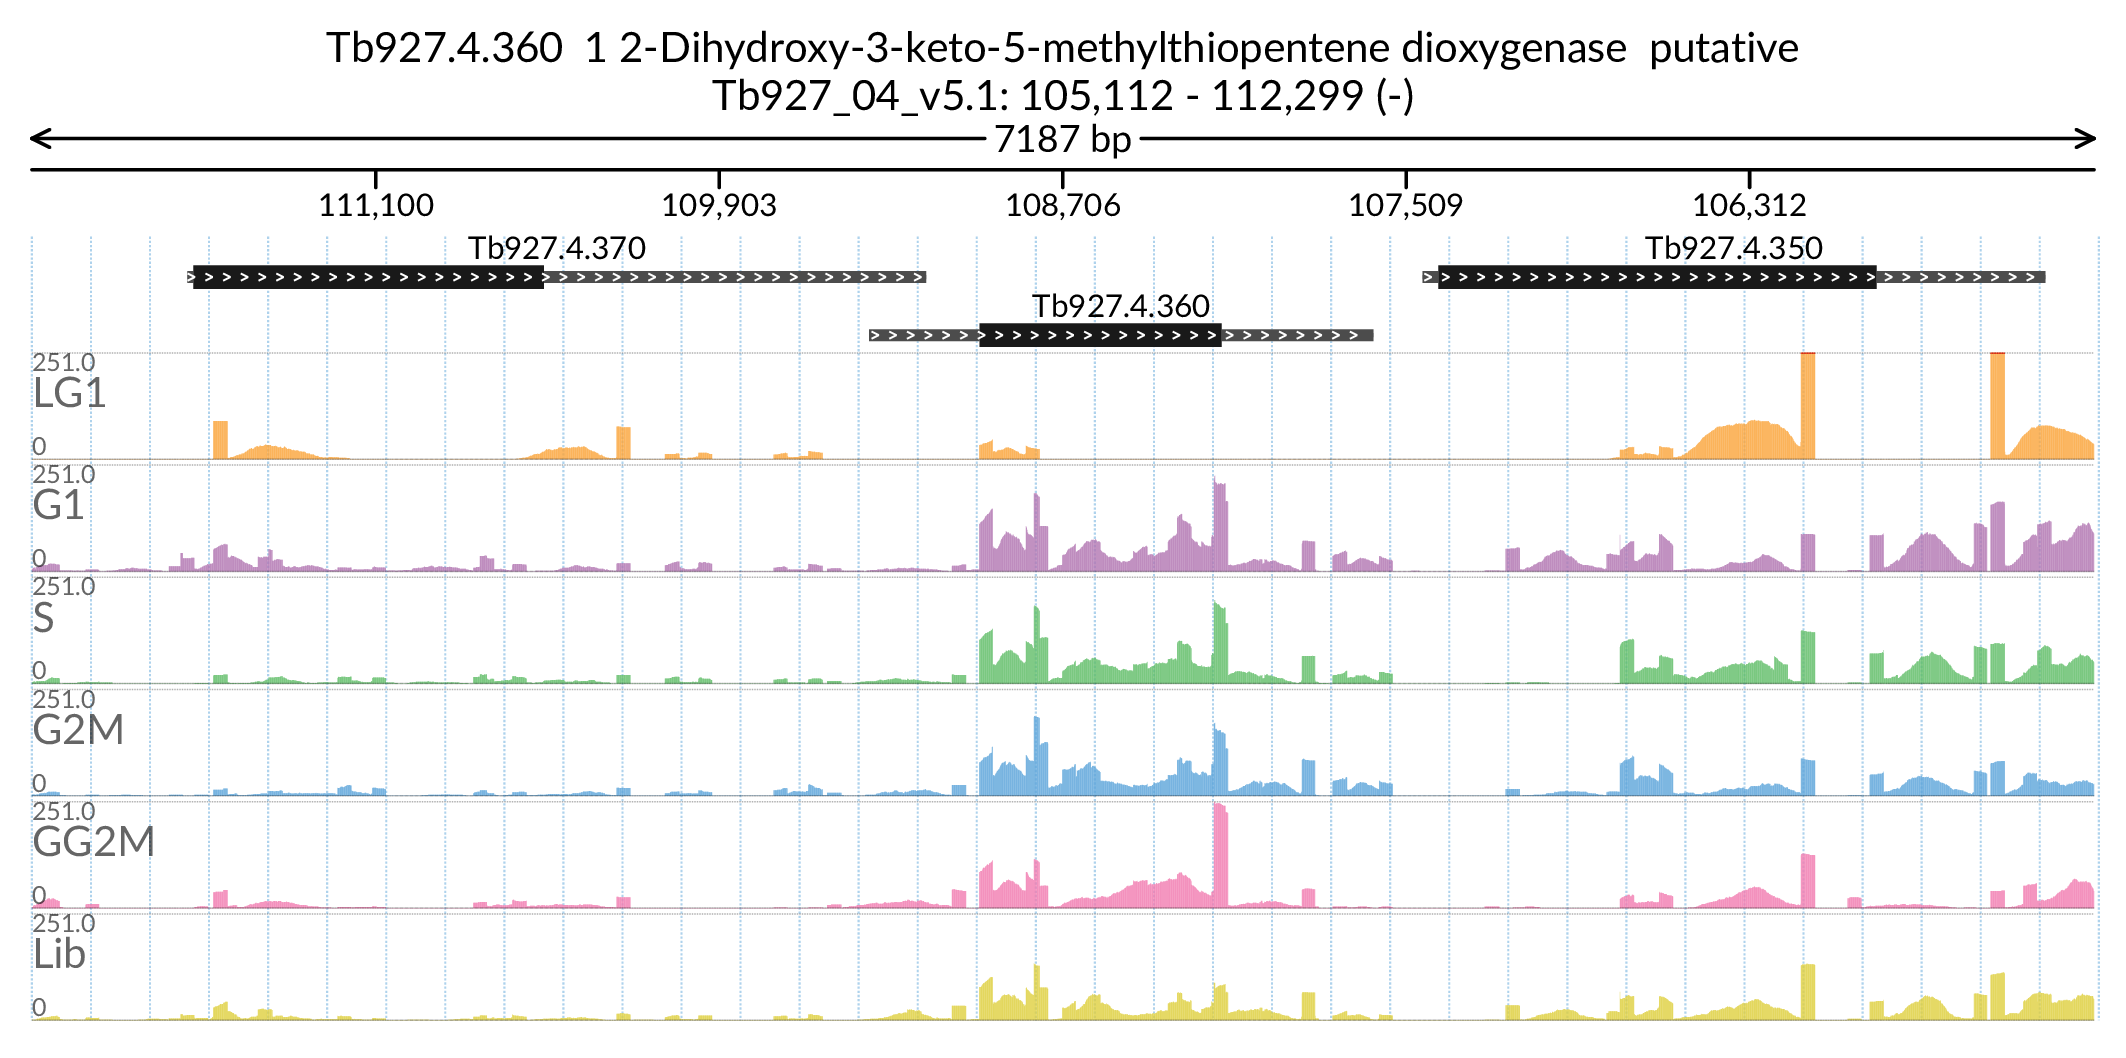 Tb927.4.360 1 2-Dihydroxy-3-keto-5-methylthiopentene dioxygenase putative
Tb927_04_v5.1: 105,112 - 112,299 (-)
7187 bp
111,100 109,903 108,706 107,509 106,312
Tb927.4.370 Tb927.4.350
Tb927.4.360
251.0
LG1
0
251.0
G1
0
251.0
S
0
251.0
G2M
0
251.0
GG2M
0
251.0
Lib
0